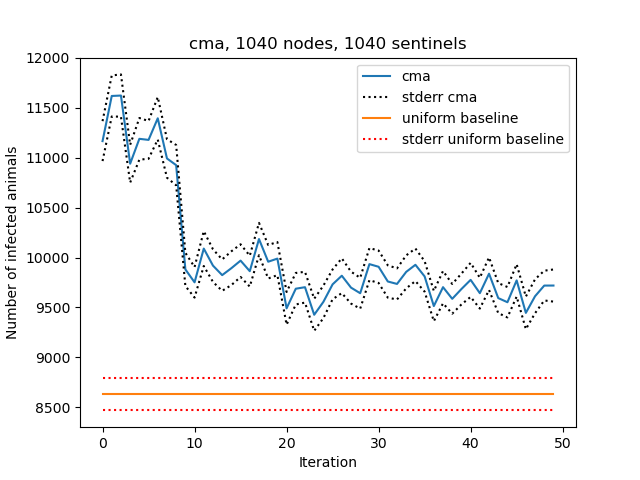 cma, 1040 nodes, 1040 sentinels
12000
11500
11000
10500
10000
9500
9000
8500
Number of infected animals
cma
stderr cma
uniform baseline
stderr uniform baseline
0 10 20 30 40 50
Iteration